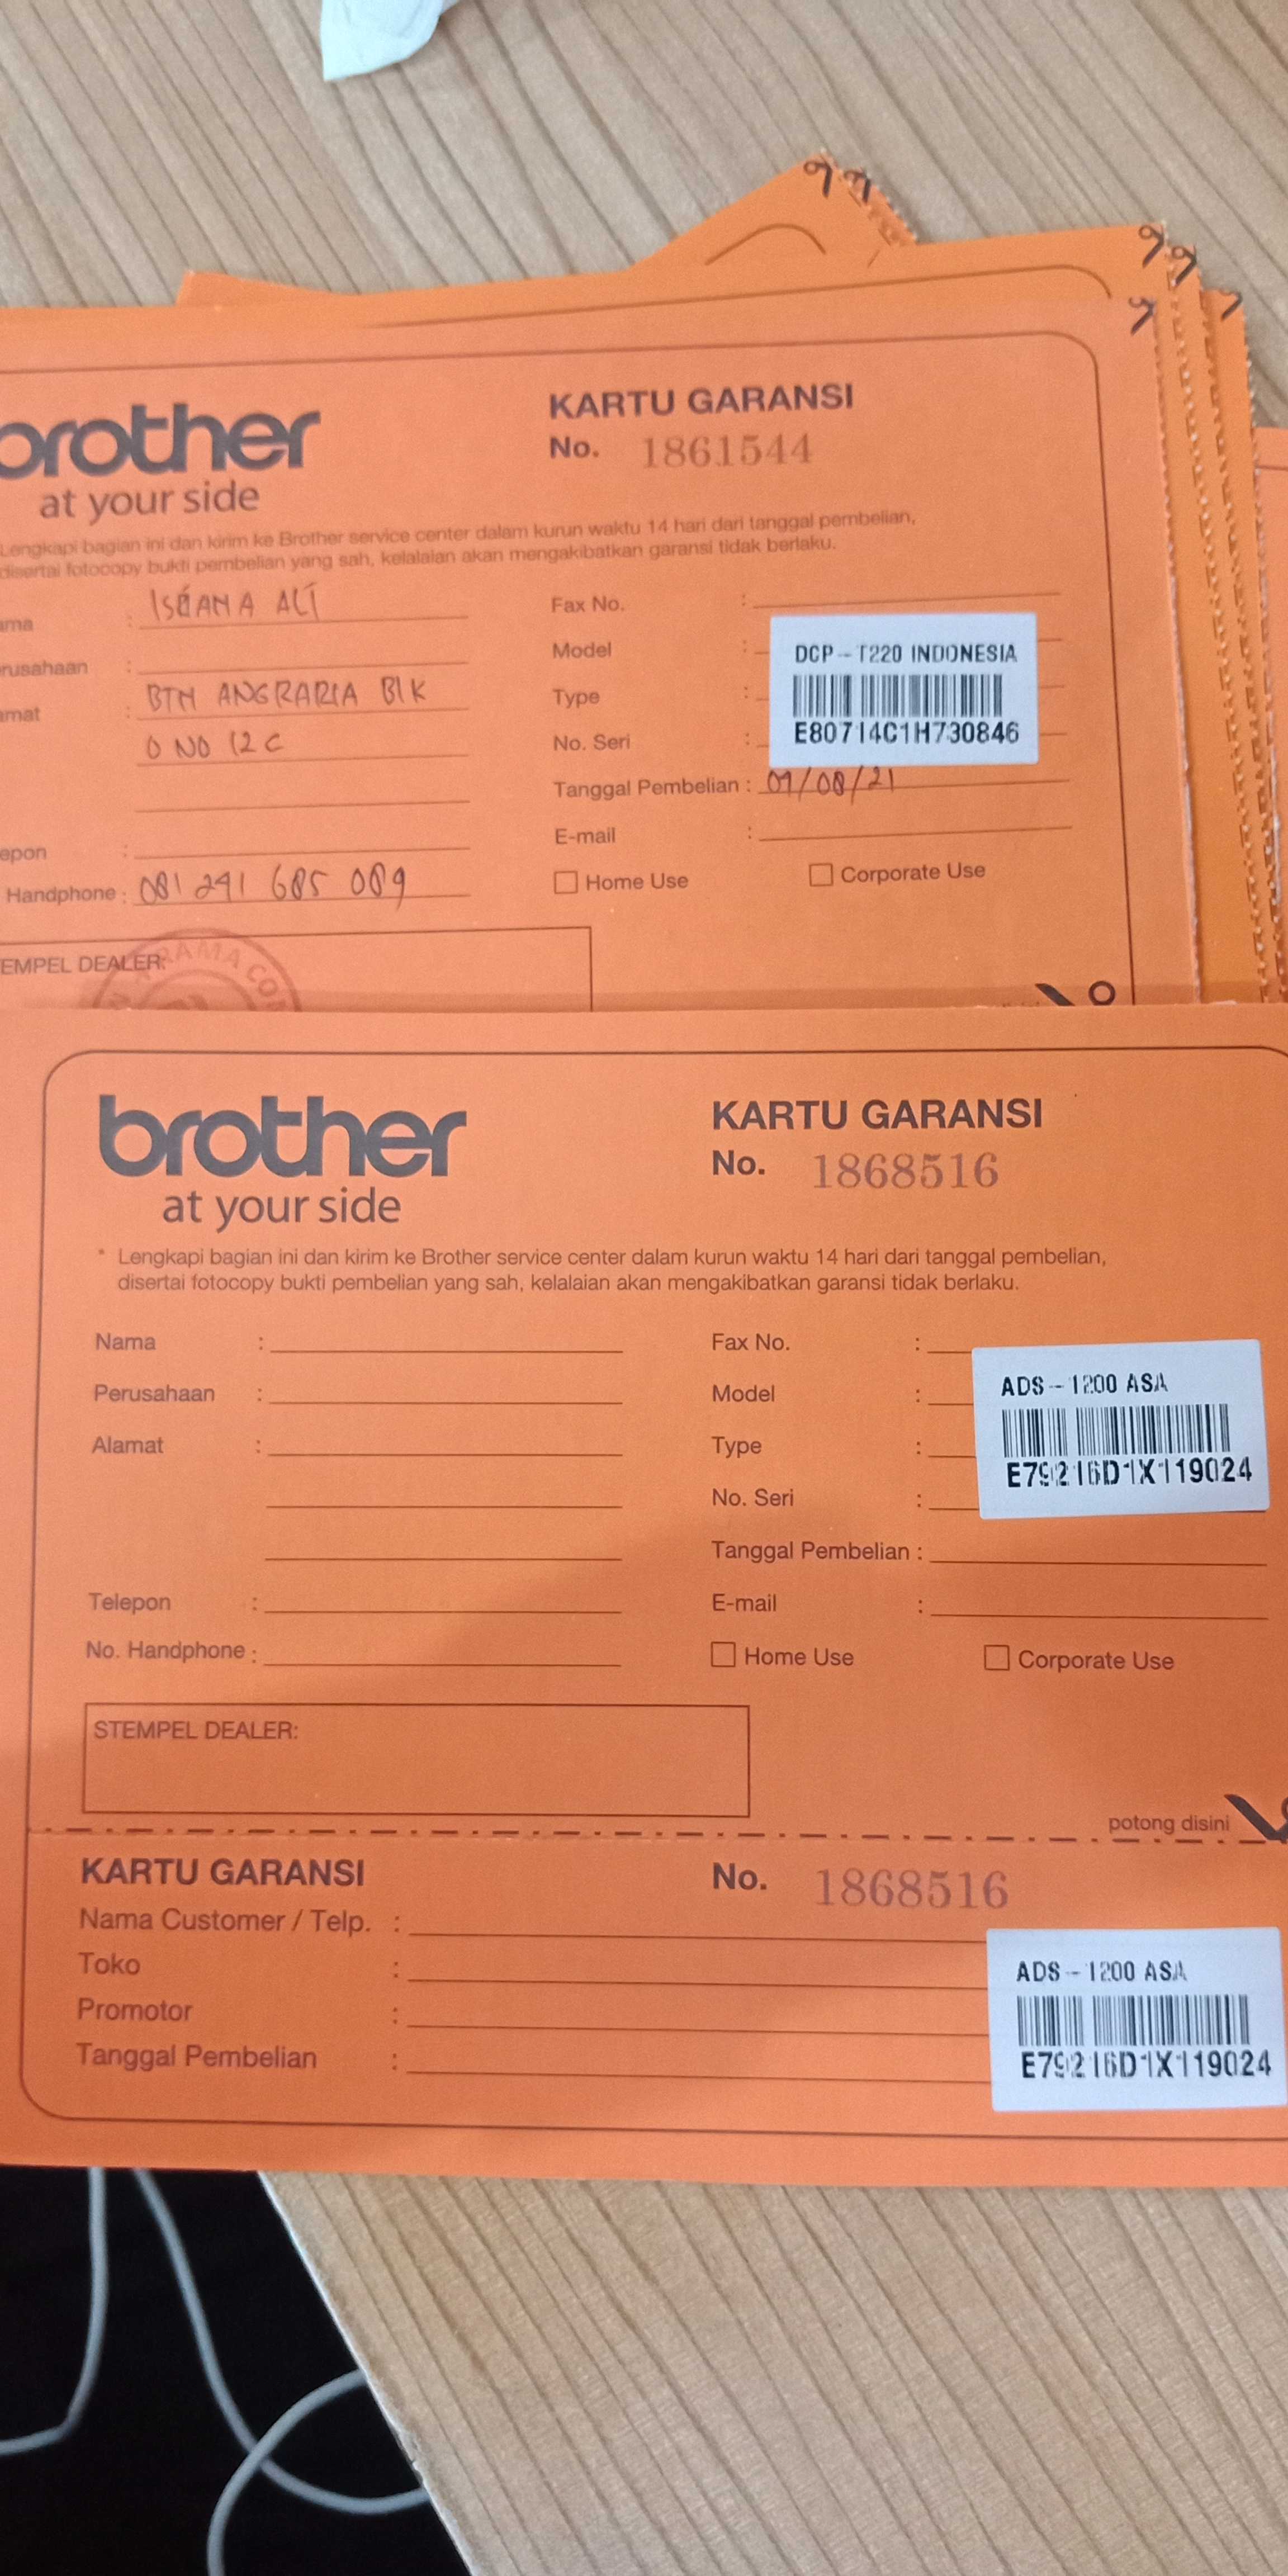 brother
at your side
KARTU GARANSI
No. 1861544
Lengkapi bagian ini dan kirim ke Brother service center dalam kurun waktu 14 hari dari tanggal pembelian,
disertai fotocopy bukti pembelian yang sah, kelalaian akan mengakibatkan garansi tidak berlaku.
ama : ALI
rusahaan :
amat : BTN BlK
O NO 12 C
epon :
Handphone : 081 241 685 089
Fax No. :
Model :
Type :
No. Seri :
DCP - T220 INDONESIA
E80714C1H730846
Tanggal Pembelian : 09/08/21
E-mail :
Home Use
Corporate Use
EMPEL DEALER:
RAMA COM
brother
at your side
KARTU GARANSI
No. 1868516
* Lengkapi bagian ini dan kirim ke Brother service center dalam kurun waktu 14 hari dari tanggal pembelian,
disertai fotocopy bukti pembelian yang sah, kelalaian akan mengakibatkan garansi tidak berlaku.
Nama :
Perusahaan :
Alamat :
Telepon :
No. Handphone :
Fax No. :
Model :
Type :
No. Seri :
ADS - 1200 ASA
E79216D1X119024
Tanggal Pembelian :
E-mail :
Home Use
Corporate Use
STEMPEL DEALER:
potong disini
KARTU GARANSI
No. 1868516
Nama Customer / Telp. :
Toko :
Promotor :
Tanggal Pembelian :
ADS - 1200 ASA
E79216D1X119024